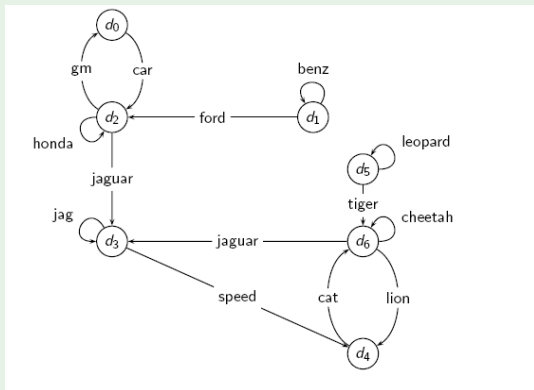 d0
gm
car
benz
d2
ford
d1
honda
leopard
d5
jaguar
tiger
jag
cheetah
d3
jaguar
d6
speed
cat
lion
d4